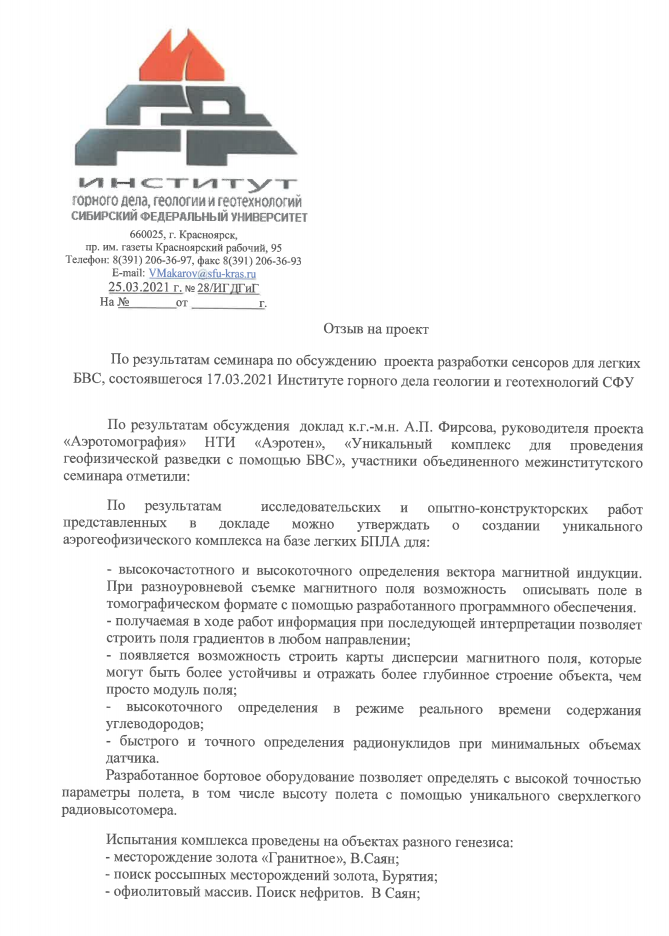 ИНСТИТУТ
ГОРНОГО ДЕЛА, ГЕОЛОГИИ И ГЕОТЕХНОЛОГИЙ
СИБИРСКИЙ ФЕДЕРАЛЬНЫЙ УНИВЕРСИТЕТ
660025, г. Красноярск,
пр. им. газеты Красноярский рабочий, 95
Телефон: 8(391) 206-36-97, факс 8(391) 206-36-93
E-mail: VMakarov@sfu-kras.ru
25.03.2021 г. № 28/ИГДГиГ
На №_________от ____________г.
Отзыв на проект
По результатам семинара по обсуждению проекта разработки сенсоров для легких
БВС, состоявшегося 17.03.2021 Институте горного дела геологии и геотехнологий СФУ
По результатам обсуждения доклад к.г.-м.н. А.П. Фирсова, руководителя проекта
«Аэротомография» НТИ «Аэротен», «Уникальный комплекс для проведения
геофизической разведки с помощью БВС», участники объединенного межинститутского
семинара отметили:
По результатам исследовательских и опытно-конструкторских работ
представленных в докладе можно утверждать о создании уникального
аэрогеофизического комплекса на базе легких БПЛА для:
- высокочастотного и высокоточного определения вектора магнитной индукции.
При разноуровневой съемке магнитного поля возможность описывать поле в
томографическом формате с помощью разработанного программного обеспечения.
- получаемая в ходе работ информация при последующей интерпретации позволяет
строить поля градиентов в любом направлении;
- появляется возможность строить карты дисперсии магнитного поля, которые
могут быть более устойчивы и отражать более глубинное строение объекта, чем
просто модуль поля;
- высокоточного определения в режиме реального времени содержания
углеводородов;
- быстрого и точного определения радионуклидов при минимальных объемах
датчика.
Разработанное бортовое оборудование позволяет определять с высокой точностью
параметры полета, в том числе высоту полета с помощью уникального сверхлегкого
радиовысотомера.
Испытания комплекса проведены на объектах разного генезиса:
- месторождение золота «Гранитное», В.Саян;
- поиск россыпных месторождений золота, Бурятия;
- офиолитовый массив. Поиск нефритов. В Саян;